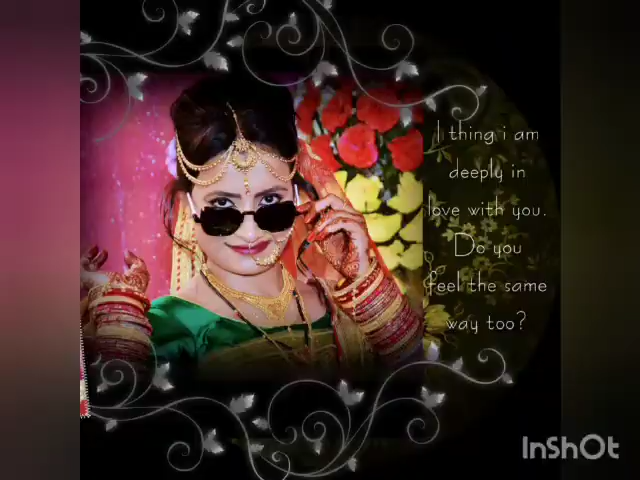 I thing i am
deeply in
love with you.
Do you
feel the same
way too?
InShOt